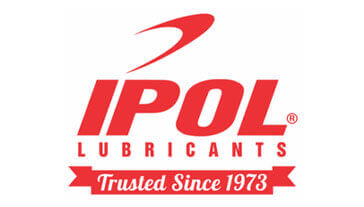 IPOL®
LUBRICANTS
Trusted Since 1973